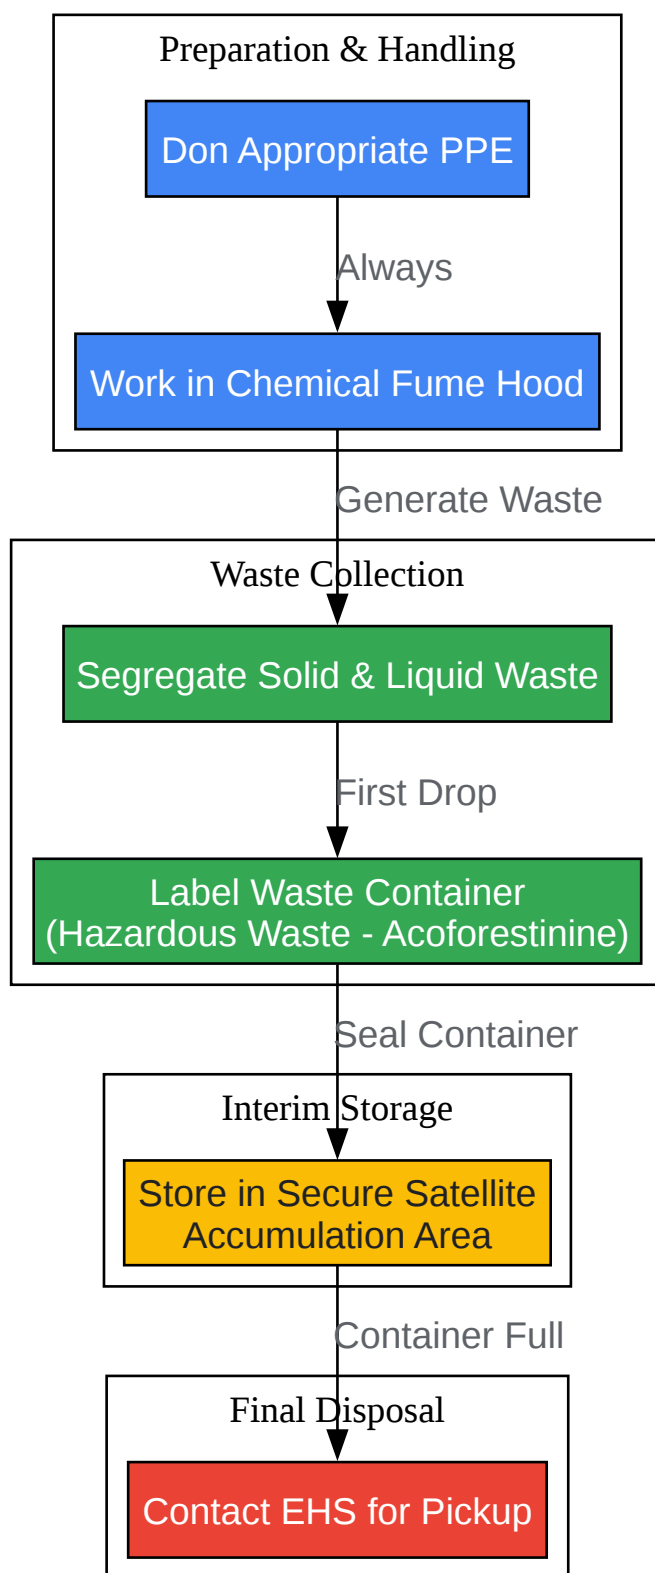 Preparation & Handling
Don Appropriate PPE
Always
Work in Chemical Fume Hood
Generate Waste
Waste Collection
Segregate Solid & Liquid Waste
First Drop
Label Waste Container
(Hazardous Waste - Acoforestinine)
Seal Container
Interim Storage
Store in Secure Satellite
Accumulation Area
Container Full
Final Disposal
Contact EHS for Pickup